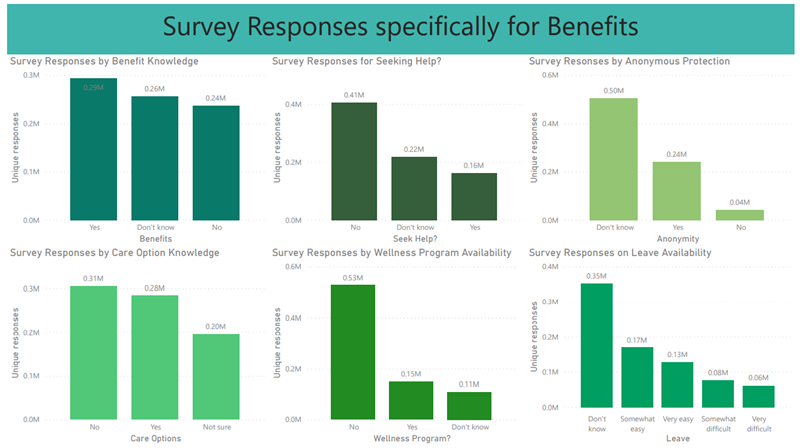 Survey Responses specifically for Benefits
Survey Responses by Benefit Knowledge
Unique responses
0.3M
0.2M
0.1M
0.0M
0.29M
0.26M
0.24M
Yes
Don't know
No
Benefits
Survey Responses for Seeking Help?
Unique responses
0.4M
0.2M
0.0M
0.41M
0.22M
0.16M
No
Don't know
Yes
Seek Help?
Survey Resonses by Anonymous Protection
Unique responses
0.6M
0.4M
0.2M
0.0M
0.50M
0.24M
0.04M
Don't know
Yes
No
Anonymity
Survey Responses by Care Option Knowledge
Unique responses
0.3M
0.2M
0.1M
0.0M
0.31M
0.28M
0.20M
No
Yes
Not sure
Care Options
Survey Responses by Wellness Program Availability
Unique responses
0.6M
0.4M
0.2M
0.0M
0.53M
0.15M
0.11M
No
Yes
Don't know
Wellness Program?
Survey Responses on Leave Availability
Unique responses
0.4M
0.3M
0.2M
0.1M
0.0M
0.35M
0.17M
0.13M
0.08M
0.06M
Don't
know
Somewhat
easy
Very easy
Somewhat
difficult
Very
difficult
Leave